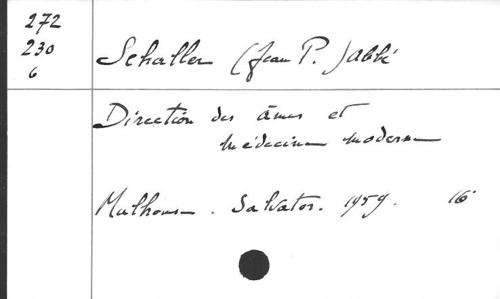 272
230
6
Schaller (Jean P.) abbé
Direction des âmes et
médecine moderne
Mulhouse. Salvator. 1959. 16°